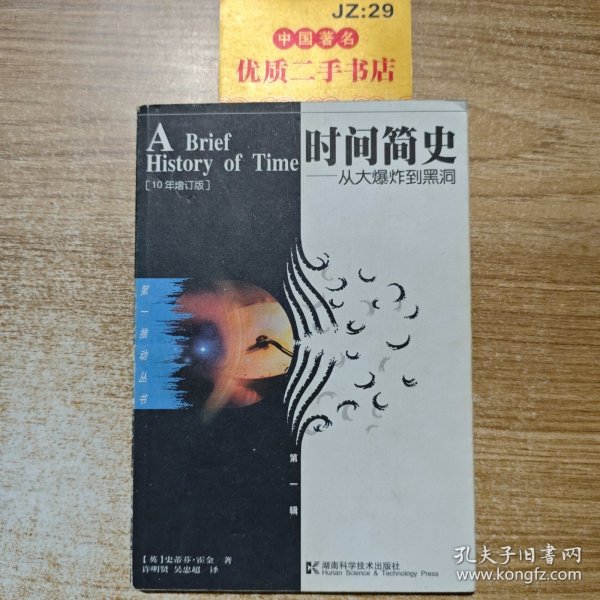 JZ:29
中国著名
优质二手书店
A Brief
History of Time
[10年增订版]
时间简史
——从大爆炸到黑洞
第一推动丛书
第一辑
[英]史蒂芬·霍金 著
许明贤 吴忠超 译
湖南科学技术出版社
Hunan Science & Technology Press
孔夫子旧书网
www.kongfz.com